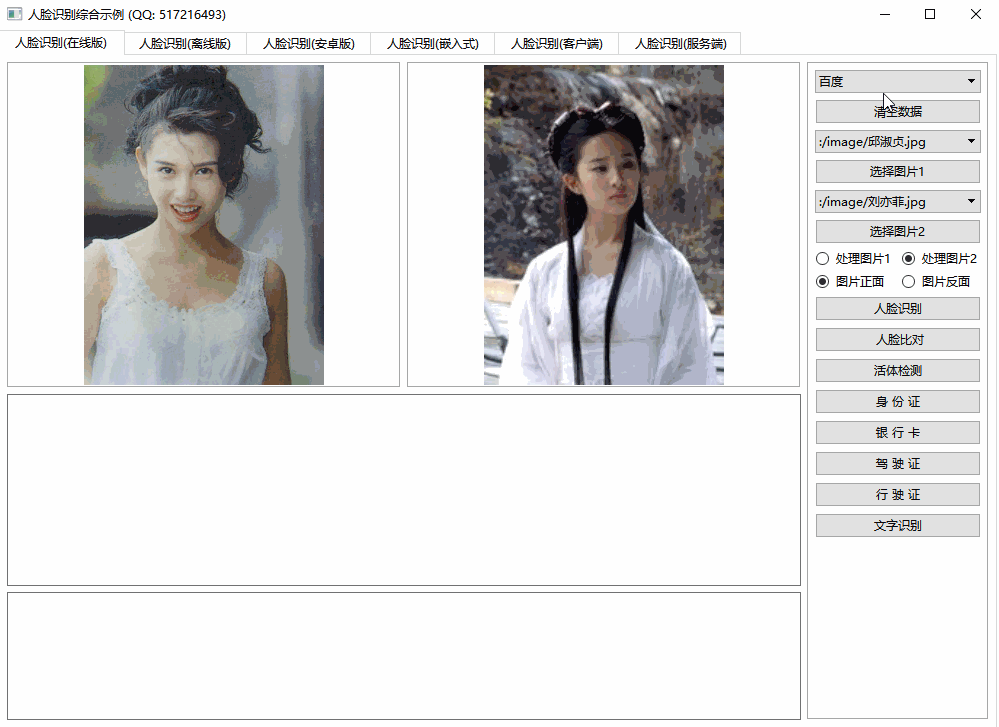 人脸识别综合示例 (QQ: 517216493)
人脸识别(在线版) 人脸识别(离线版) 人脸识别(安卓版) 人脸识别(嵌入式) 人脸识别(客户端) 人脸识别(服务端)
百度
清空数据
:/image/邱淑贞.jpg
选择图片1
:/image/刘亦菲.jpg
选择图片2
处理图片1 处理图片2
图片正面 图片反面
人脸识别
人脸比对
活体检测
身 份 证
银 行 卡
驾 驶 证
行 驶 证
文字识别